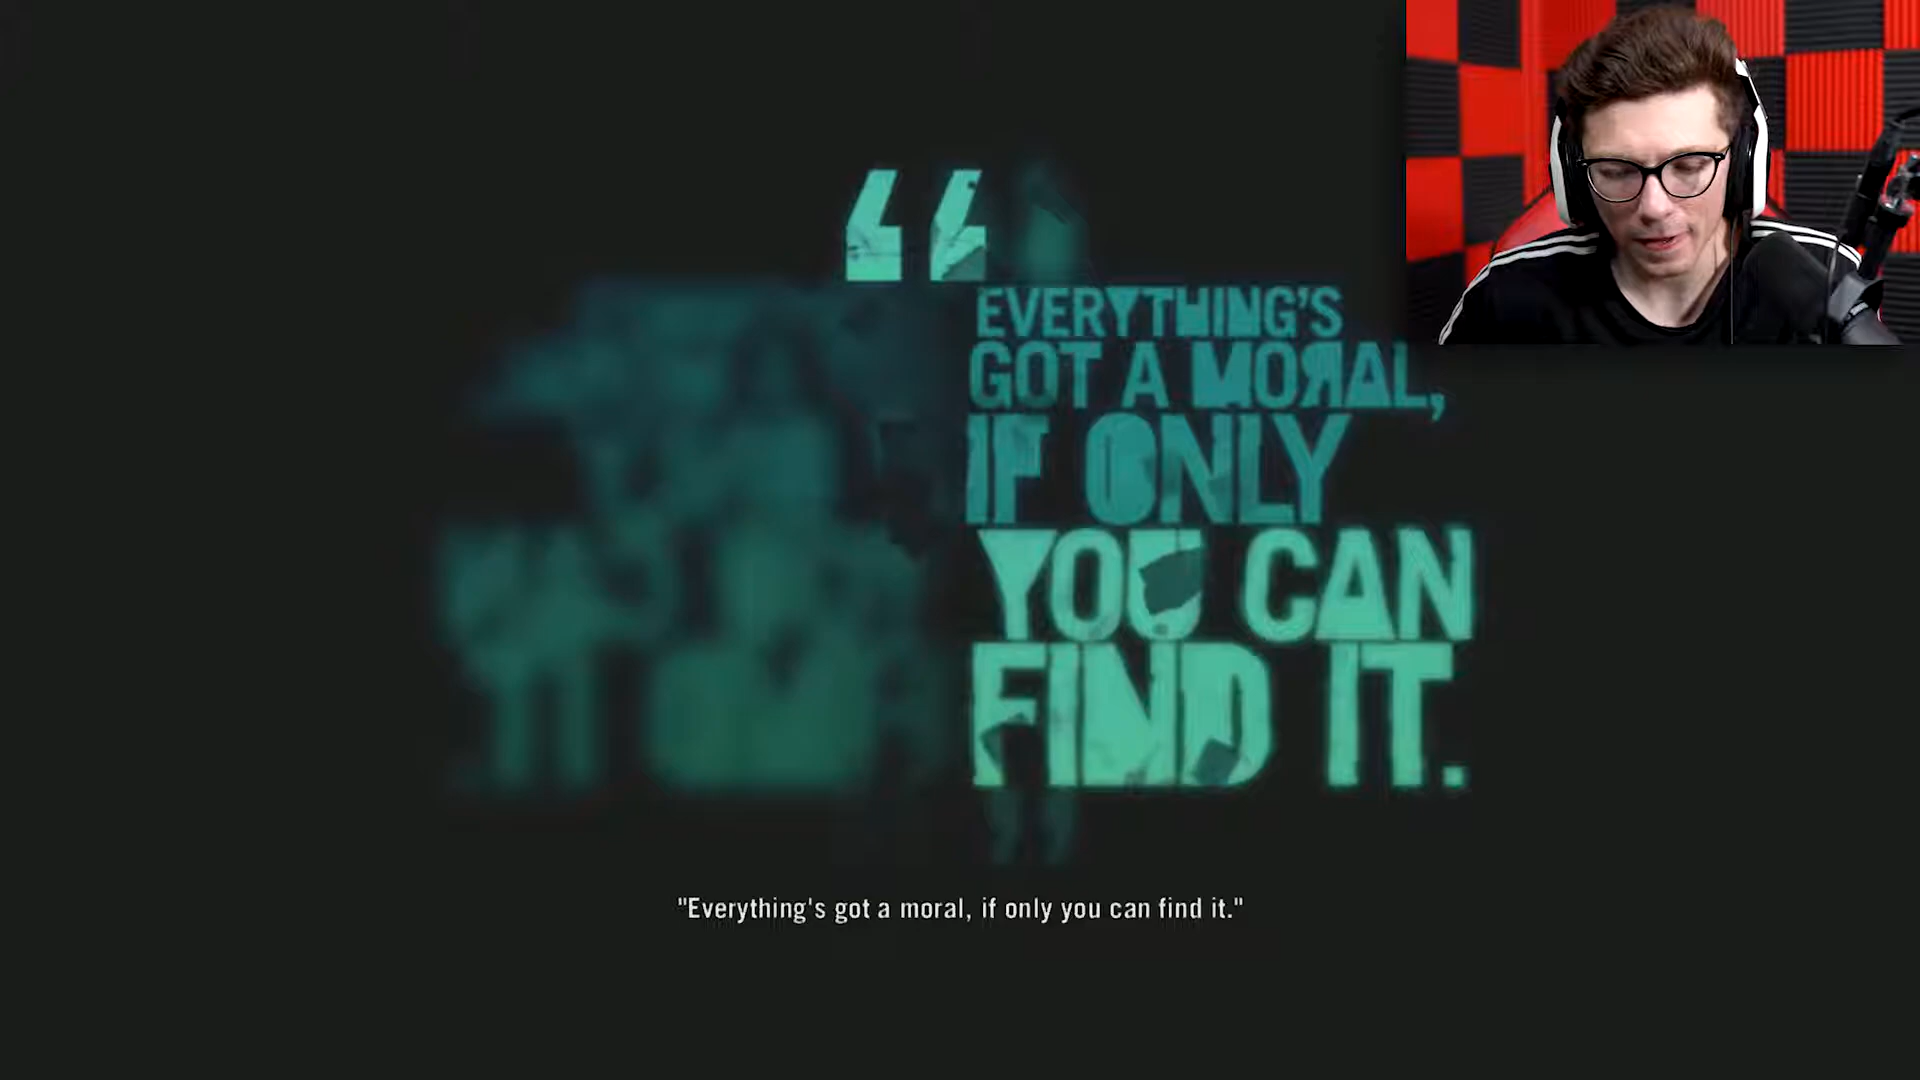 “
EVERYTHING'S
GOT A MORAL,
IF ONLY
YOU CAN
FIND IT.
"Everything's got a moral, if only you can find it."